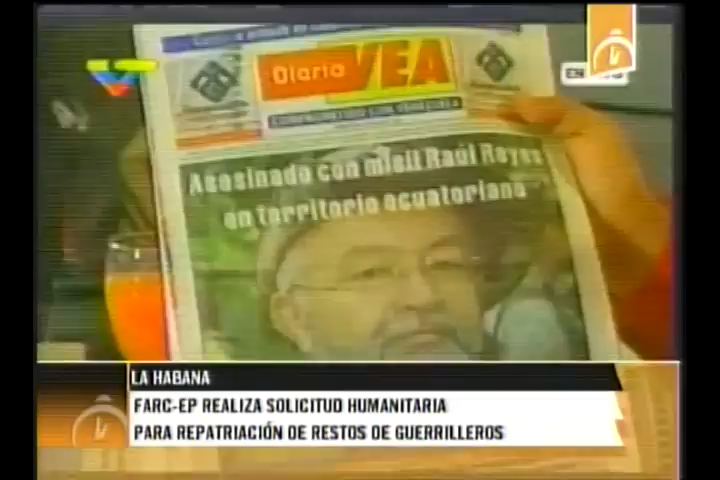 Diario VEA
COMPROMETIDO CON VENEZUELA
Asesinado con misil Raúl Reyes
en territorio ecuatoriano
LA HABANA
FARC-EP REALIZA SOLICITUD HUMANITARIA
PARA REPATRIACIÓN DE RESTOS DE GUERRILLEROS